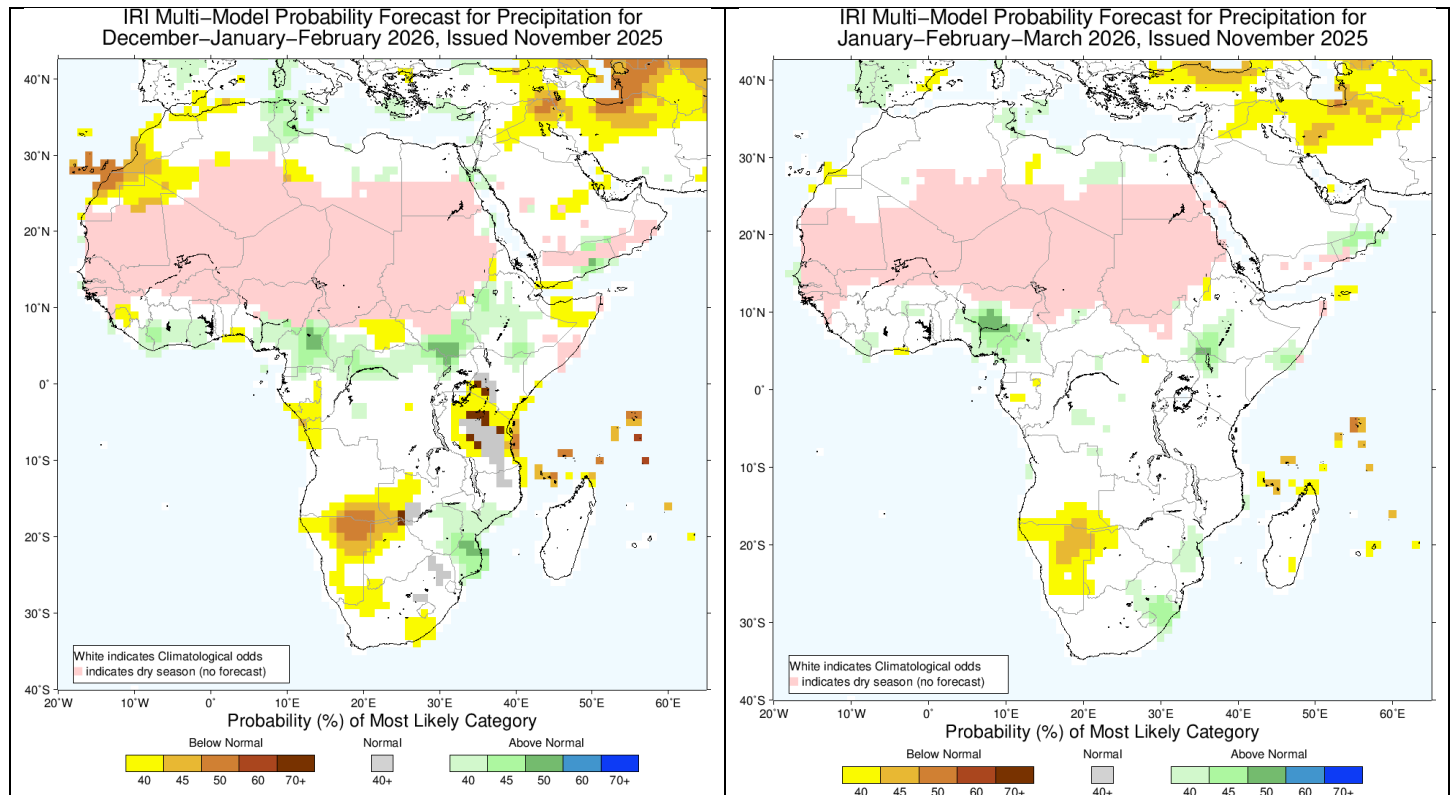 IRI Multi−Model Probability Forecast for Precipitation for
December−January−February 2026, Issued November 2025
40˚N
30˚N
20˚N
10˚N
0˚
10˚S
20˚S
30˚S
40˚S
White indicates Climatological odds
indicates dry season (no forecast)
20˚W 10˚W 0˚ 10˚E 20˚E 30˚E 40˚E 50˚E 60˚E
Probability (%) of Most Likely Category
Below Normal Normal Above Normal
40 45 50 60 70+ 40+ 40 45 50 60 70+
IRI Multi−Model Probability Forecast for Precipitation for
January−February−March 2026, Issued November 2025
40˚N
30˚N
20˚N
10˚N
0˚
10˚S
20˚S
30˚S
40˚S
White indicates Climatological odds
indicates dry season (no forecast)
20˚W 10˚W 0˚ 10˚E 20˚E 30˚E 40˚E 50˚E 60˚E
Probability (%) of Most Likely Category
Below Normal Normal Above Normal
40 45 50 60 70+ 40+ 40 45 50 60 70+